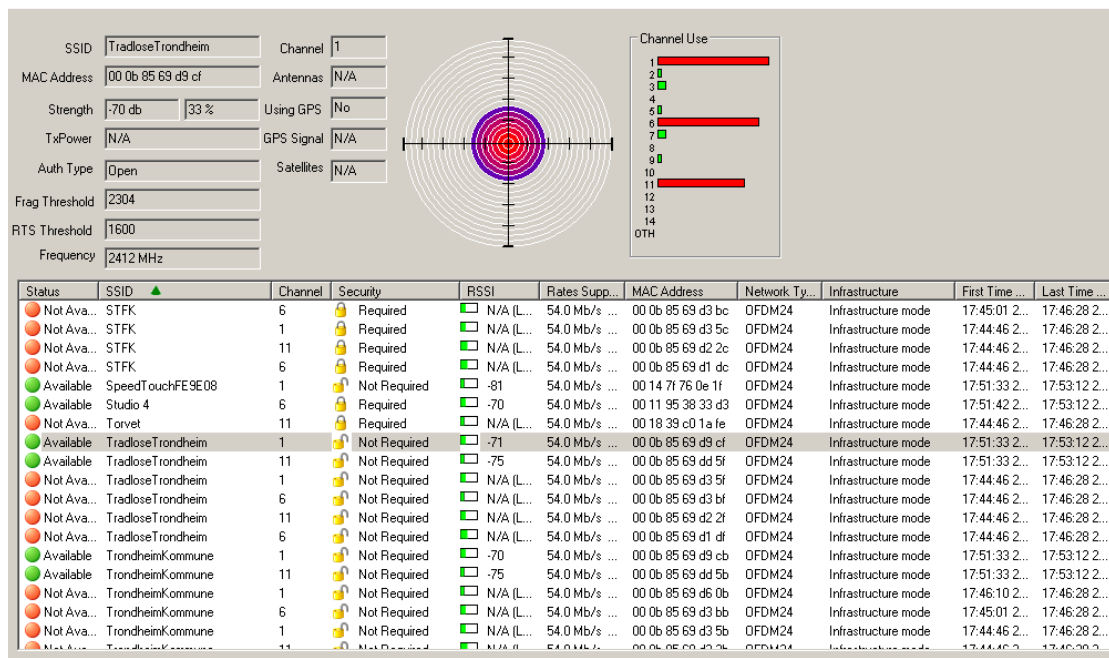 SSID TradloseTrondheim Channel 1
MAC Address 00 0b 85 69 d9 cf Antennas N/A
Strength -70 db 33 % Using GPS No
TxPower N/A GPS Signal N/A
Auth Type Open Satellites N/A
Frag Threshold 2304
RTS Threshold 1600
Frequency 2412 MHz
Channel Use
1
2
3
4
5
6
7
8
9
10
11
12
13
14
OTH
Status SSID Channel Security RSSI Rates Supp... MAC Address Network Ty... Infrastructure First Time ... Last Time ...
Not Ava... STFK 6 Required N/A (L... 54.0 Mb/s ... 00 0b 85 69 d3 bc OFDM24 Infrastructure mode 17:45:01 2... 17:46:28 2...
Not Ava... STFK 1 Required N/A (L... 54.0 Mb/s ... 00 0b 85 69 d3 5c OFDM24 Infrastructure mode 17:44:46 2... 17:46:28 2...
Not Ava... STFK 11 Required N/A (L... 54.0 Mb/s ... 00 0b 85 69 d2 2c OFDM24 Infrastructure mode 17:44:46 2... 17:46:28 2...
Not Ava... STFK 6 Required N/A (L... 54.0 Mb/s ... 00 0b 85 69 d1 dc OFDM24 Infrastructure mode 17:44:46 2... 17:46:28 2...
Available SpeedTouchFE9E08 1 Not Required -81 54.0 Mb/s ... 00 14 7f 76 0e 1f OFDM24 Infrastructure mode 17:51:33 2... 17:53:12 2...
Available Studio 4 6 Required -70 54.0 Mb/s ... 00 11 95 38 33 d3 OFDM24 Infrastructure mode 17:51:42 2... 17:53:12 2...
Not Ava... Torvet 11 Required N/A (L... 54.0 Mb/s ... 00 18 39 c0 1a fe OFDM24 Infrastructure mode 17:44:46 2... 17:46:28 2...
Available TradloseTrondheim 1 Not Required -71 54.0 Mb/s ... 00 0b 85 69 d9 cf OFDM24 Infrastructure mode 17:51:33 2... 17:53:12 2...
Available TradloseTrondheim 11 Not Required -75 54.0 Mb/s ... 00 0b 85 69 dd 5f OFDM24 Infrastructure mode 17:51:33 2... 17:53:12 2...
Not Ava... TradloseTrondheim 1 Not Required N/A (L... 54.0 Mb/s ... 00 0b 85 69 d3 5f OFDM24 Infrastructure mode 17:44:46 2... 17:46:28 2...
Not Ava... TradloseTrondheim 6 Not Required N/A (L... 54.0 Mb/s ... 00 0b 85 69 d3 bf OFDM24 Infrastructure mode 17:44:46 2... 17:46:28 2...
Not Ava... TradloseTrondheim 11 Not Required N/A (L... 54.0 Mb/s ... 00 0b 85 69 d2 2f OFDM24 Infrastructure mode 17:44:46 2... 17:46:28 2...
Not Ava... TradloseTrondheim 6 Not Required N/A (L... 54.0 Mb/s ... 00 0b 85 69 d1 df OFDM24 Infrastructure mode 17:44:46 2... 17:46:28 2...
Available TrondheimKommune 1 Not Required -70 54.0 Mb/s ... 00 0b 85 69 d9 cb OFDM24 Infrastructure mode 17:51:33 2... 17:53:12 2...
Available TrondheimKommune 11 Not Required -75 54.0 Mb/s ... 00 0b 85 69 dd 5b OFDM24 Infrastructure mode 17:51:33 2... 17:53:12 2...
Not Ava... TrondheimKommune 1 Not Required N/A (L... 54.0 Mb/s ... 00 0b 85 69 d6 0b OFDM24 Infrastructure mode 17:46:10 2... 17:46:28 2...
Not Ava... TrondheimKommune 6 Not Required N/A (L... 54.0 Mb/s ... 00 0b 85 69 d3 bb OFDM24 Infrastructure mode 17:45:01 2... 17:46:28 2...
Not Ava... TrondheimKommune 1 Not Required N/A (L... 54.0 Mb/s ... 00 0b 85 69 d3 5b OFDM24 Infrastructure mode 17:44:46 2... 17:46:28 2...